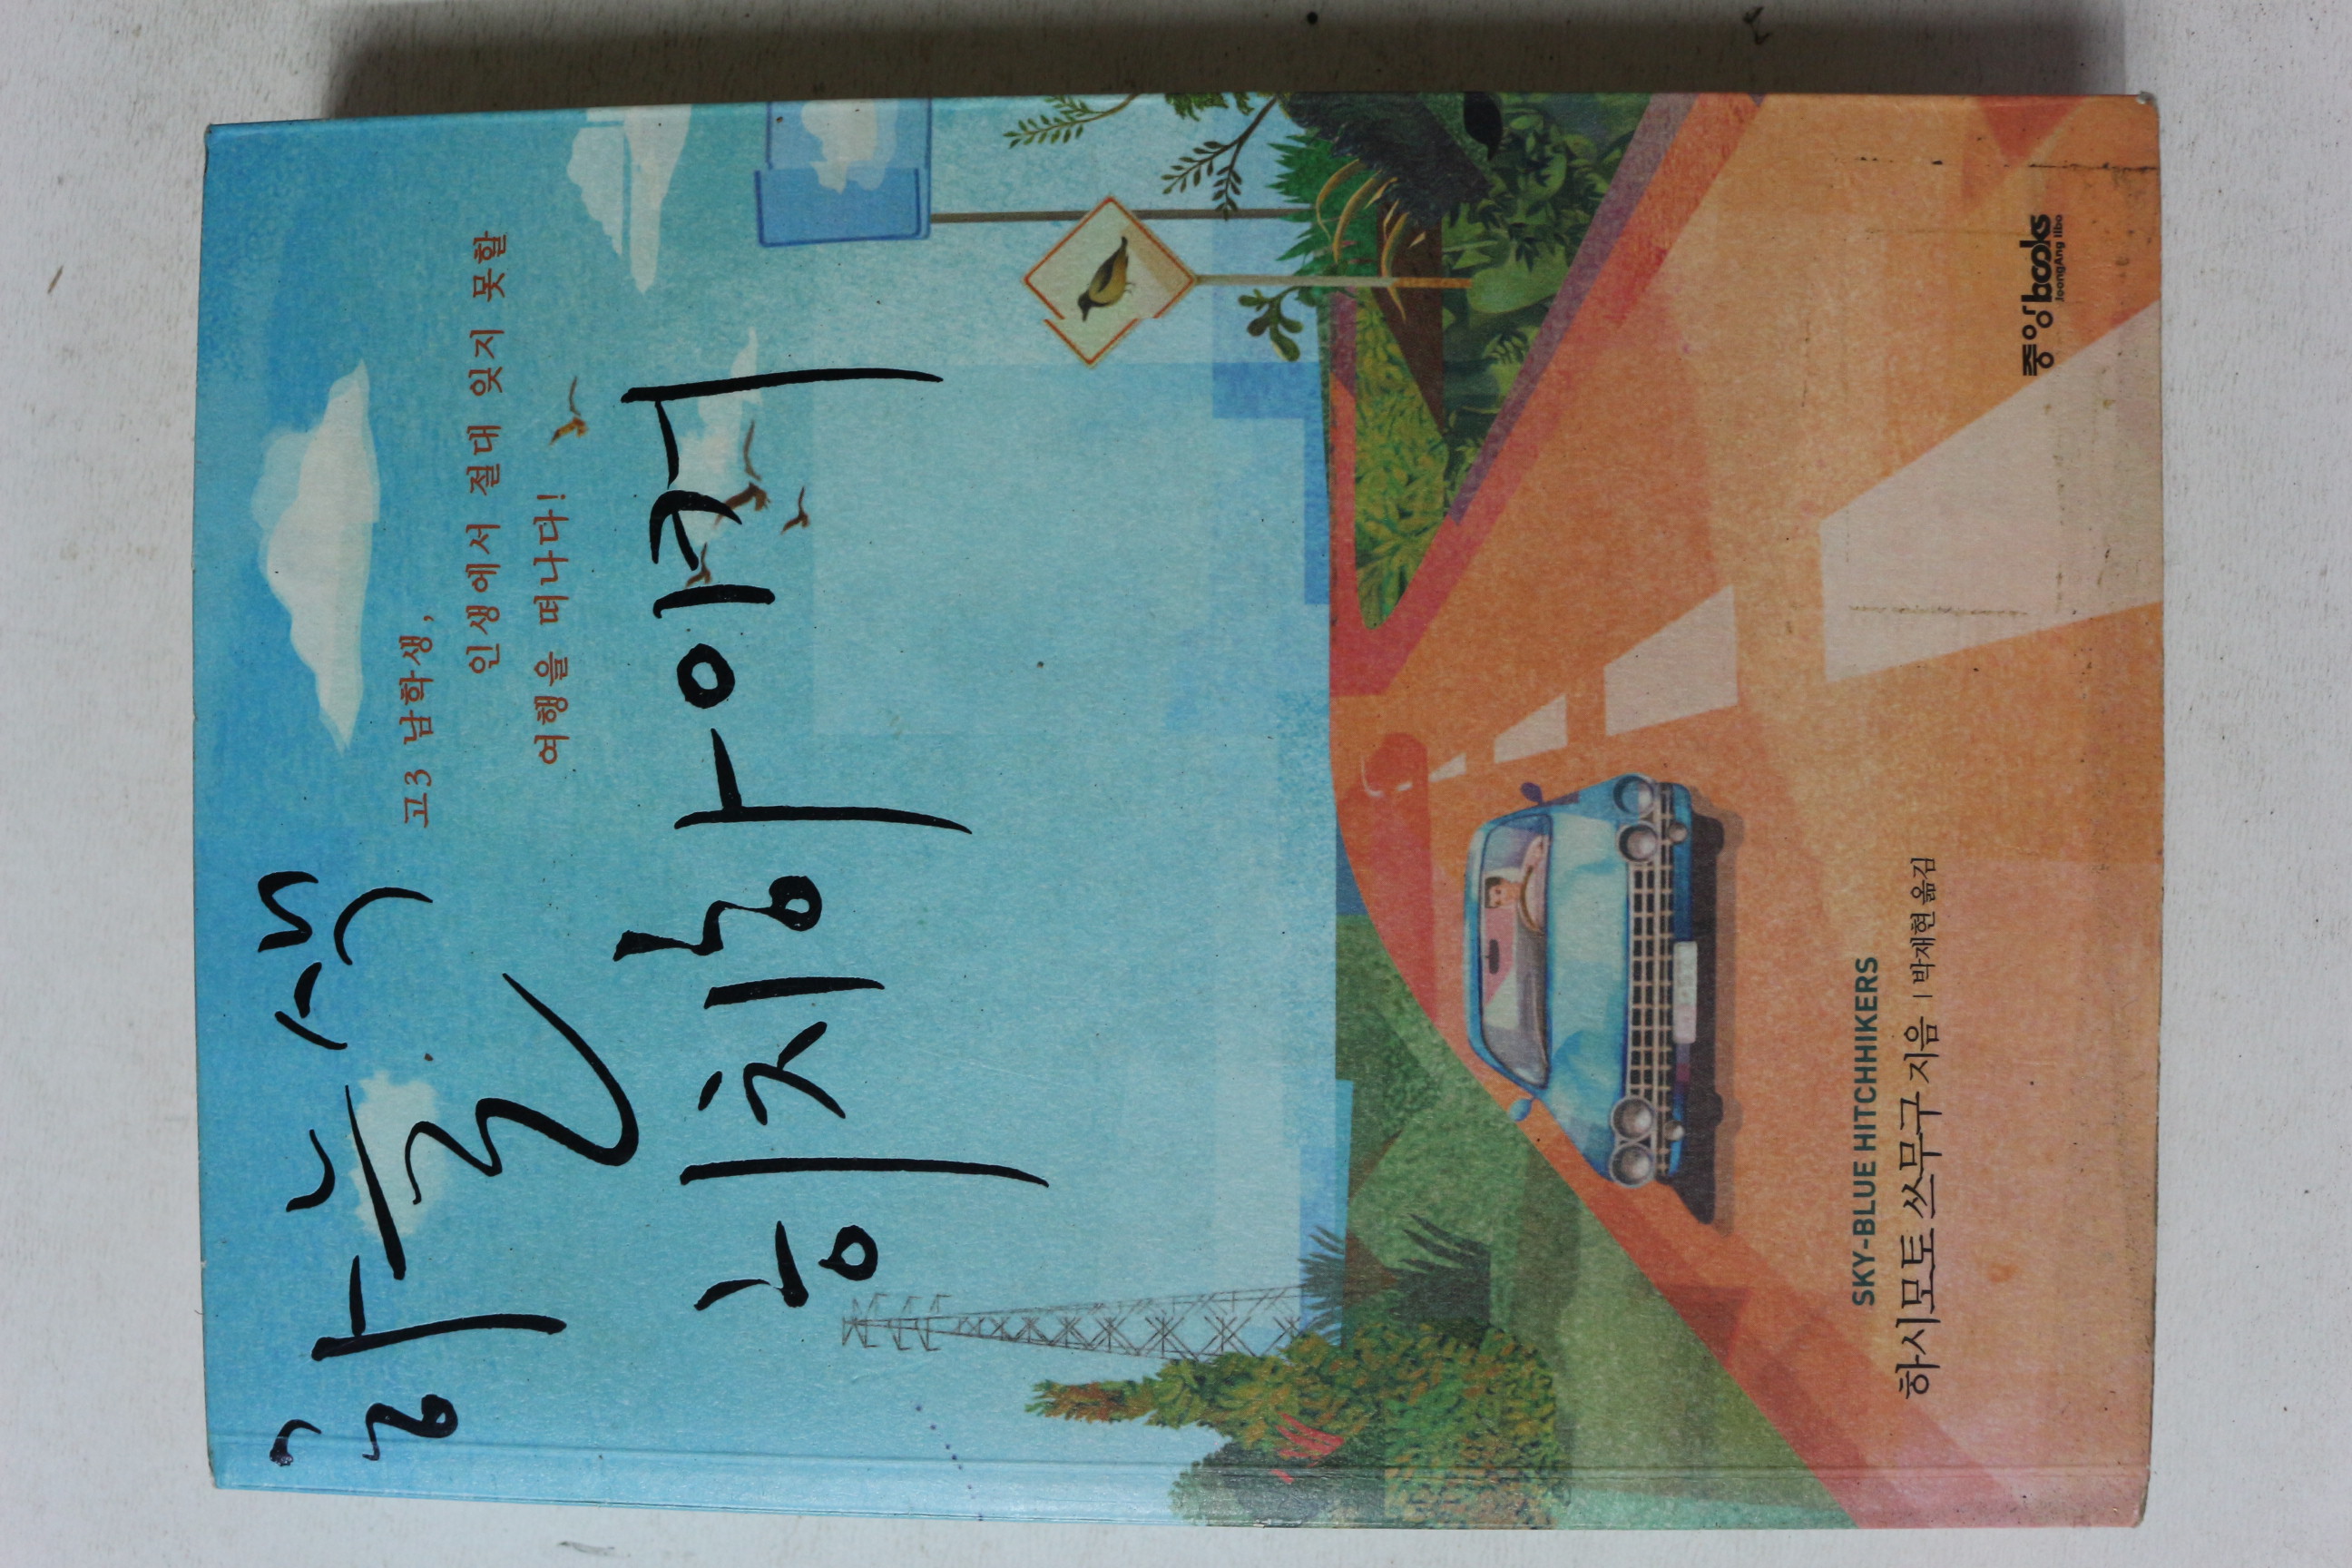 하늘색
히치하이커
고3 남학생,
인생에서 절대 잊지 못할
여행을 떠나다!
SKY-BLUE HITCHHIKERS
하시모토 쓰무구 지음 | 박재현 옮김
중앙books
JoongAng Ilbo